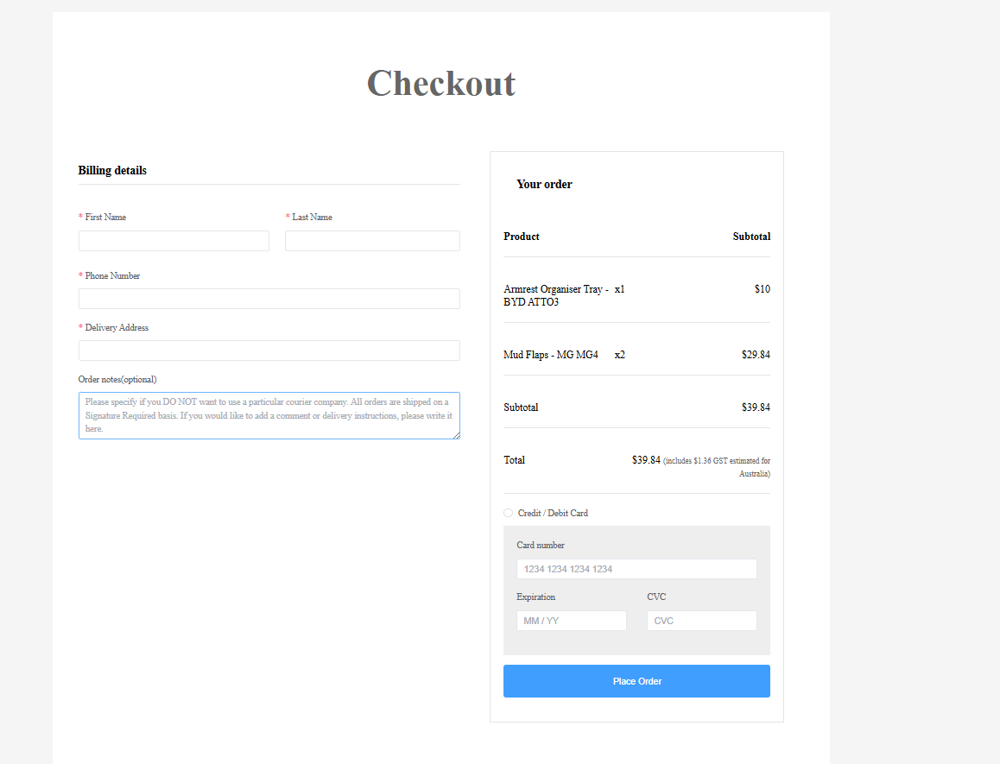 Checkout
Billing details
* First Name
* Last Name
* Phone Number
* Delivery Address
Order notes(optional)
Please specify if you DO NOT want to use a particular courier company. All orders are shipped on a
Signature Required basis. If you would like to add a comment or delivery instructions, please write it
here.
Your order
Product Subtotal
Armrest Organiser Tray - x1 $10
BYD ATTO3
Mud Flaps - MG MG4 x2 $29.84
Subtotal $39.84
Total $39.84 (includes $1.36 GST estimated for
Australia)
Credit / Debit Card
Card number
1234 1234 1234 1234
Expiration CVC
MM / YY CVC
Place Order